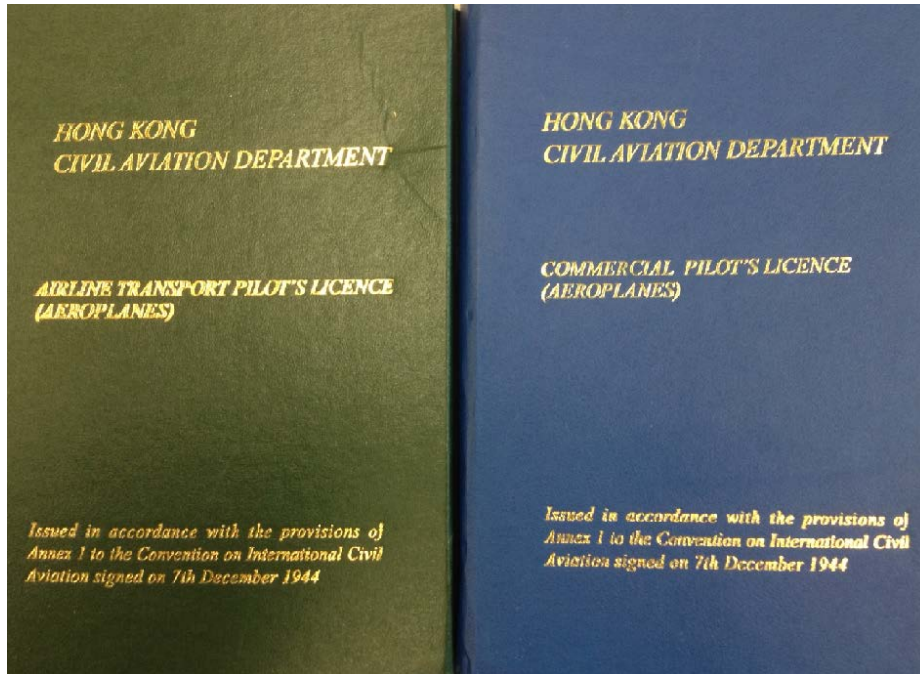 HONG KONG
CIVIL AVIATION DEPARTMENT
AIRLINE TRANSPORT PILOT'S LICENCE
(AEROPLANES)
Issued in accordance with the provisions of
Annex 1 to the Convention on International Civil
Aviation signed on 7th December 1944
HONG KONG
CIVIL AVIATION DEPARTMENT
COMMERCIAL PILOT'S LICENCE
(AEROPLANES)
Issued in accordance with the provisions of
Annex 1 to the Convention on International Civil
Aviation signed on 7th December 1944